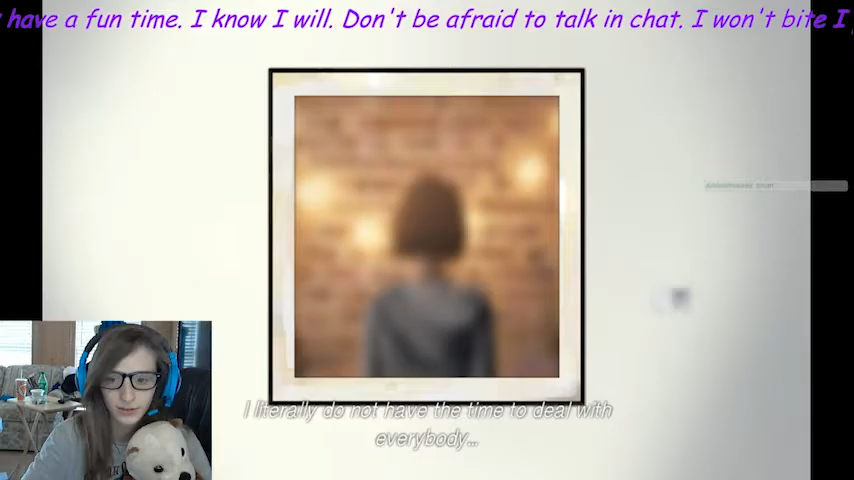 have a fun time. I know I will. Don't be afraid to talk in chat. I won't bite I
I literally do not have the time to deal with
everybody...